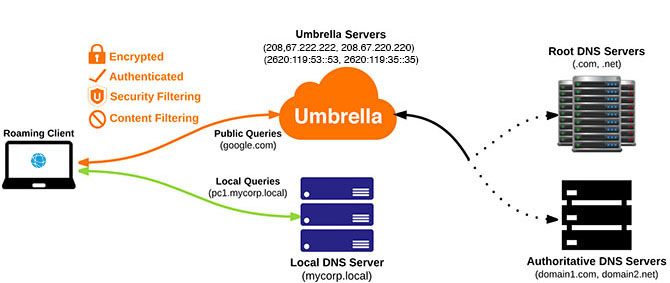 Umbrella Servers
(208,67.222.222, 208.67.220.220)
(2620:119:53::53, 2620:119:35::35)
Encrypted
Authenticated
Security Filtering
Content Filtering
Root DNS Servers
(.com, .net)
Umbrella
Public Queries
(google.com)
Roaming Client
Local Queries
(pc1.mycorp.local)
Local DNS Server
(mycorp.local)
Authoritative DNS Servers
(domain1.com, domain2.net)